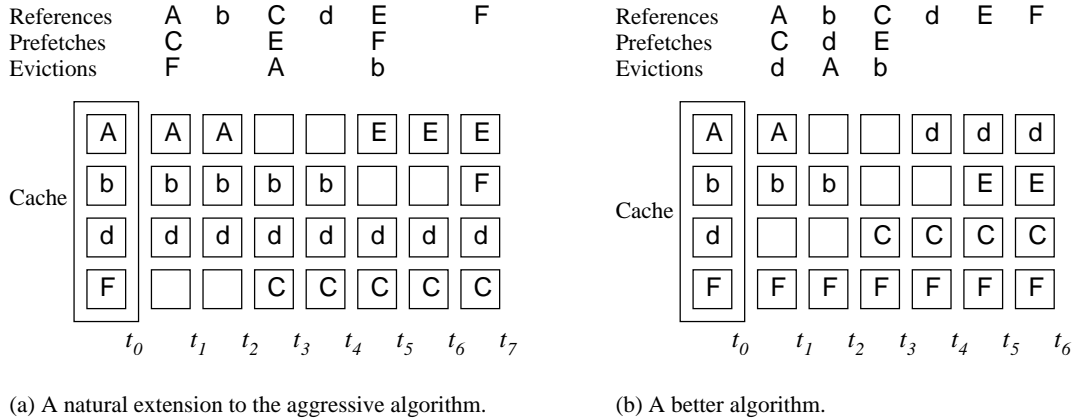 References A b C d E F
Prefetches C E F
Evictions F A b
Cache
A A A E E E
b b b b b F
d d d d d d d d
F C C C C C
t0 t1 t2 t3 t4 t5 t6 t7
(a) A natural extension to the aggressive algorithm.
References A b C d E F
Prefetches C d E
Evictions d A b
Cache
A A d d d
b b b E E
d C C C C
F F F F F F F
t0 t1 t2 t3 t4 t5 t6
(b) A better algorithm.